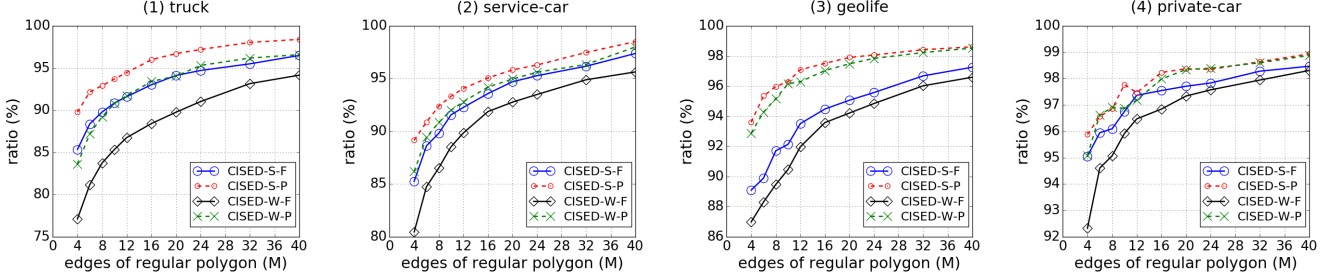 (1) truck
100
95
90
85
80
75
ratio (%)
0 4 8 12 16 20 24 28 32 36 40
edges of regular polygon (M)
CISED-S-F
CISED-S-P
CISED-W-F
CISED-W-P
(2) service-car
100
95
90
85
80
ratio (%)
0 4 8 12 16 20 24 28 32 36 40
edges of regular polygon (M)
CISED-S-F
CISED-S-P
CISED-W-F
CISED-W-P
(3) geolife
100
98
96
94
92
90
88
86
ratio (%)
0 4 8 12 16 20 24 28 32 36 40
edges of regular polygon (M)
CISED-S-F
CISED-S-P
CISED-W-F
CISED-W-P
(4) private-car
100
99
98
97
96
95
94
93
92
ratio (%)
0 4 8 12 16 20 24 28 32 36 40
edges of regular polygon (M)
CISED-S-F
CISED-S-P
CISED-W-F
CISED-W-P